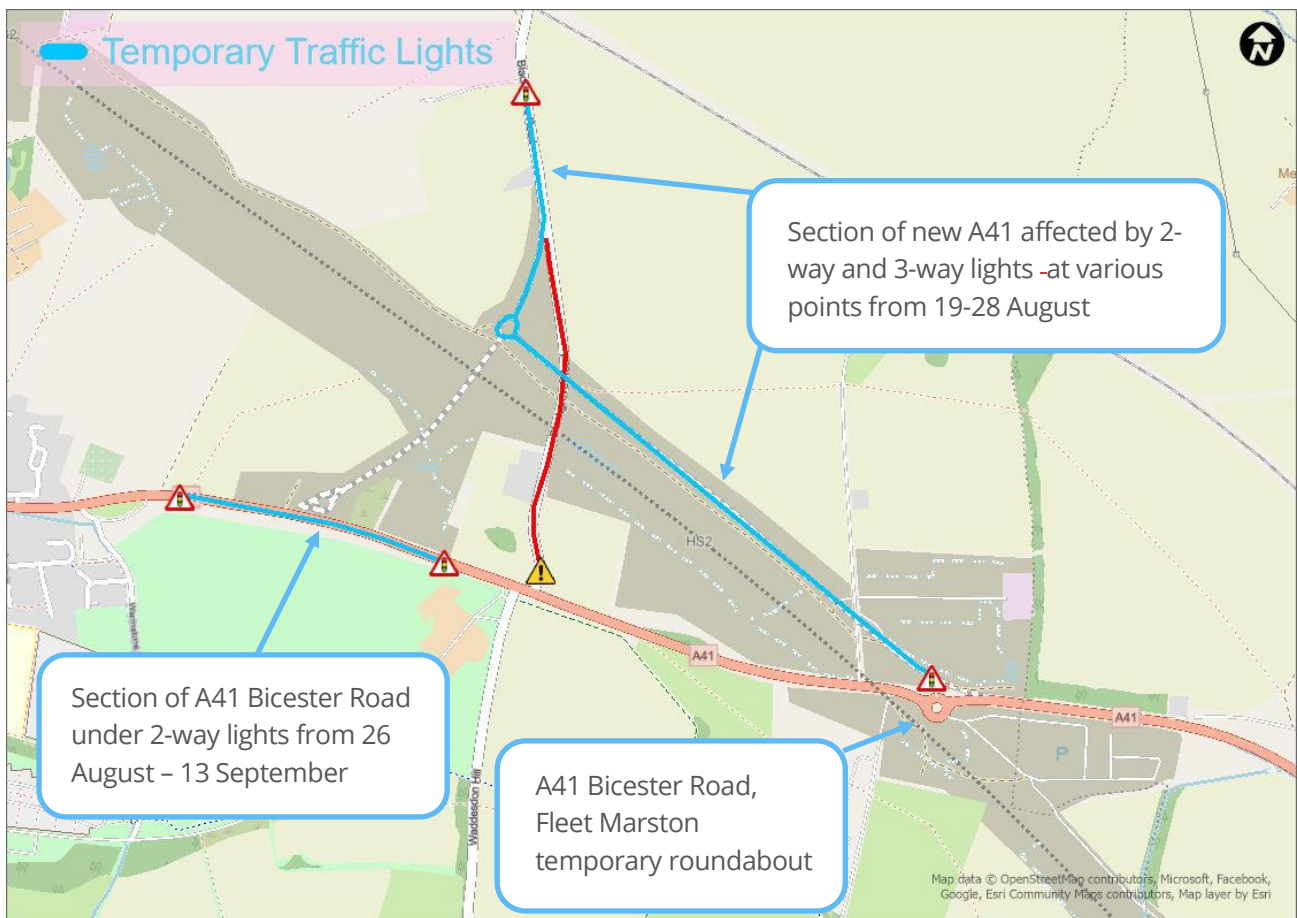 Temporary Traffic Lights
N
Section of new A41 affected by 2-
way and 3-way lights -at various
points from 19-28 August
HS2
A41
A41
P
Waddesdon Hill
Section of A41 Bicester Road
under 2-way lights from 26
August – 13 September
A41 Bicester Road,
Fleet Marston
temporary roundabout
Map data © OpenStreetMap contributors, Microsoft, Facebook,
Google, Esri Community Maps contributors, Map layer by Esri